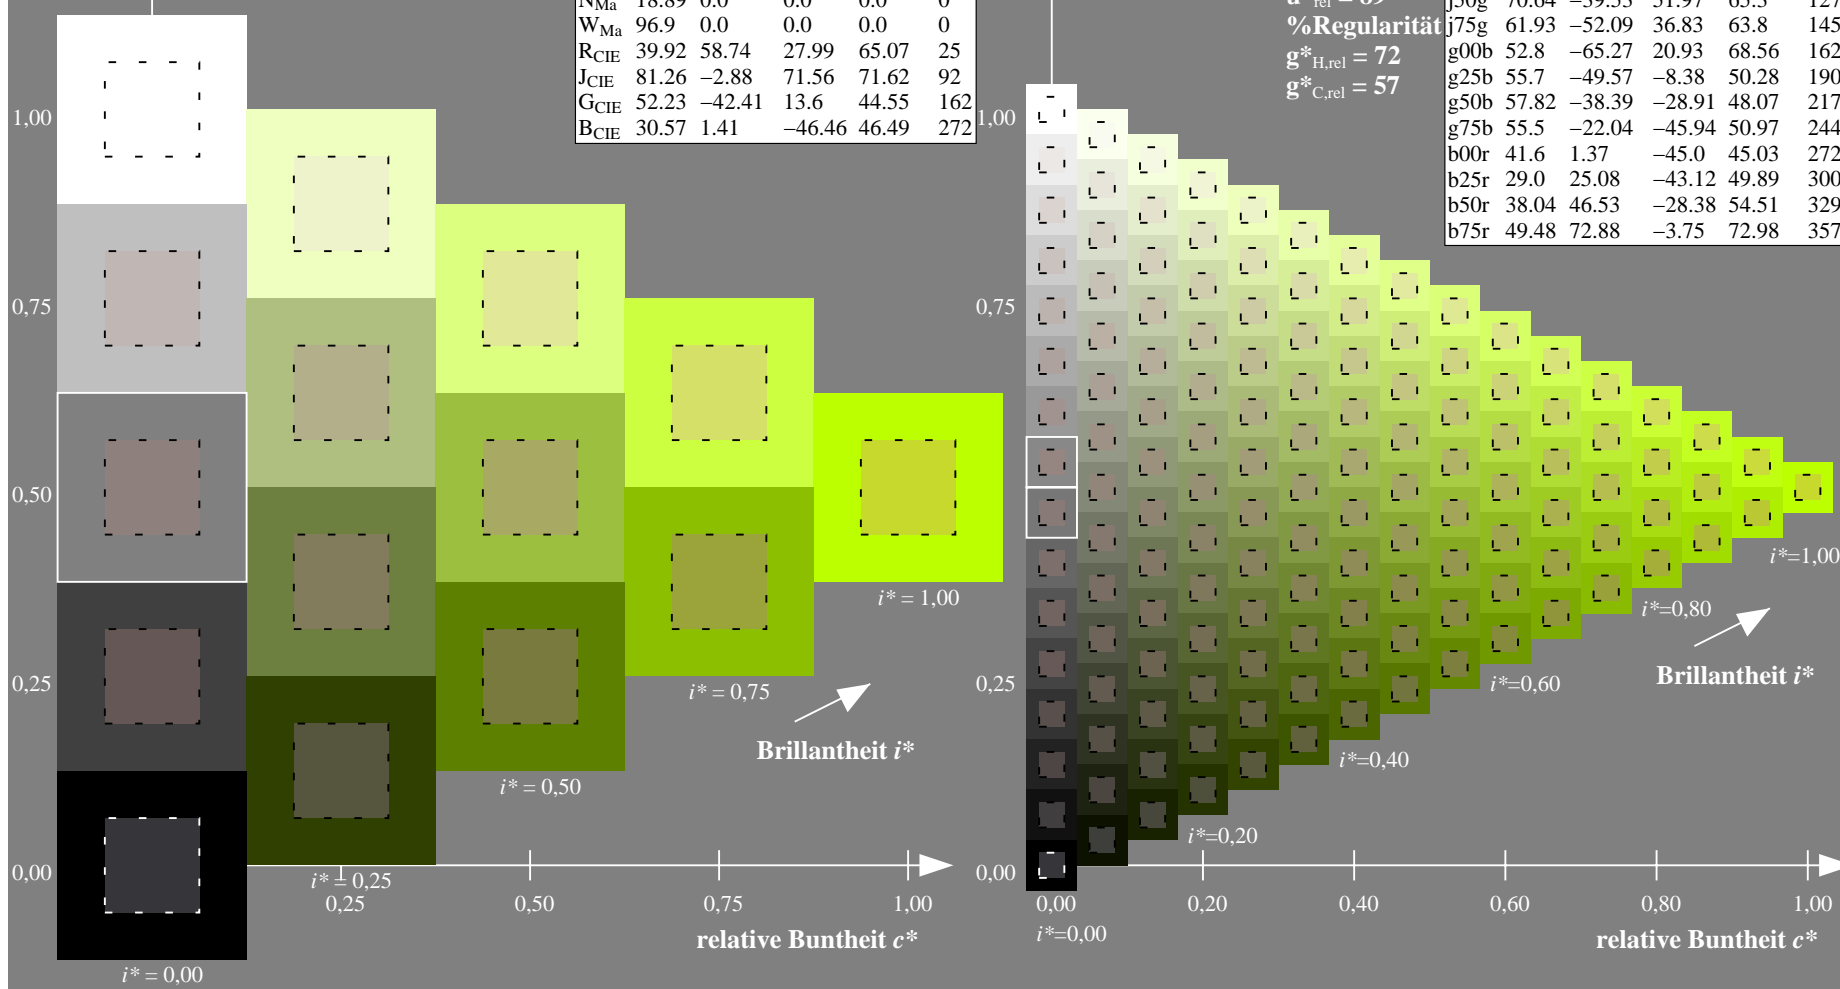 N_Ma 18.89 0.0 0.0 0.0 0
W_Ma 96.9 0.0 0.0 0.0 0
R_CIE 39.92 58.74 27.99 65.07 25
J_CIE 81.26 −2.88 71.56 71.62 92
G_CIE 52.23 −42.41 13.6 44.55 162
B_CIE 30.57 1.41 −46.46 46.49 272
1,00
0,75
0,50
0,25
0,00
i* = 1,00
i* = 0,75
i* = 0,50
i* = 0,25
i* = 0,00
Brillantheit i*
0,25 0,50 0,75 1,00
relative Buntheit c*
%Regularität
g*_H,rel = 72
g*_C,rel = 57
j75g 61.93 −52.09 36.83 63.8 145
g00b 52.8 −65.27 20.93 68.56 162
g25b 55.7 −49.57 −8.38 50.28 190
g50b 57.82 −38.39 −28.91 48.07 217
g75b 55.5 −22.04 −45.94 50.97 244
b00r 41.6 1.37 −45.0 45.03 272
b25r 29.0 25.08 −43.12 49.89 300
b50r 38.04 46.53 −28.38 54.51 329
b75r 49.48 72.88 −3.75 72.98 357
1,00
0,75
0,50
0,25
0,00
i*=1,00
i*=0,80
i*=0,60
i*=0,40
i*=0,20
i*=0,00
Brillantheit i*
0,00 0,20 0,40 0,60 0,80 1,00
relative Buntheit c*